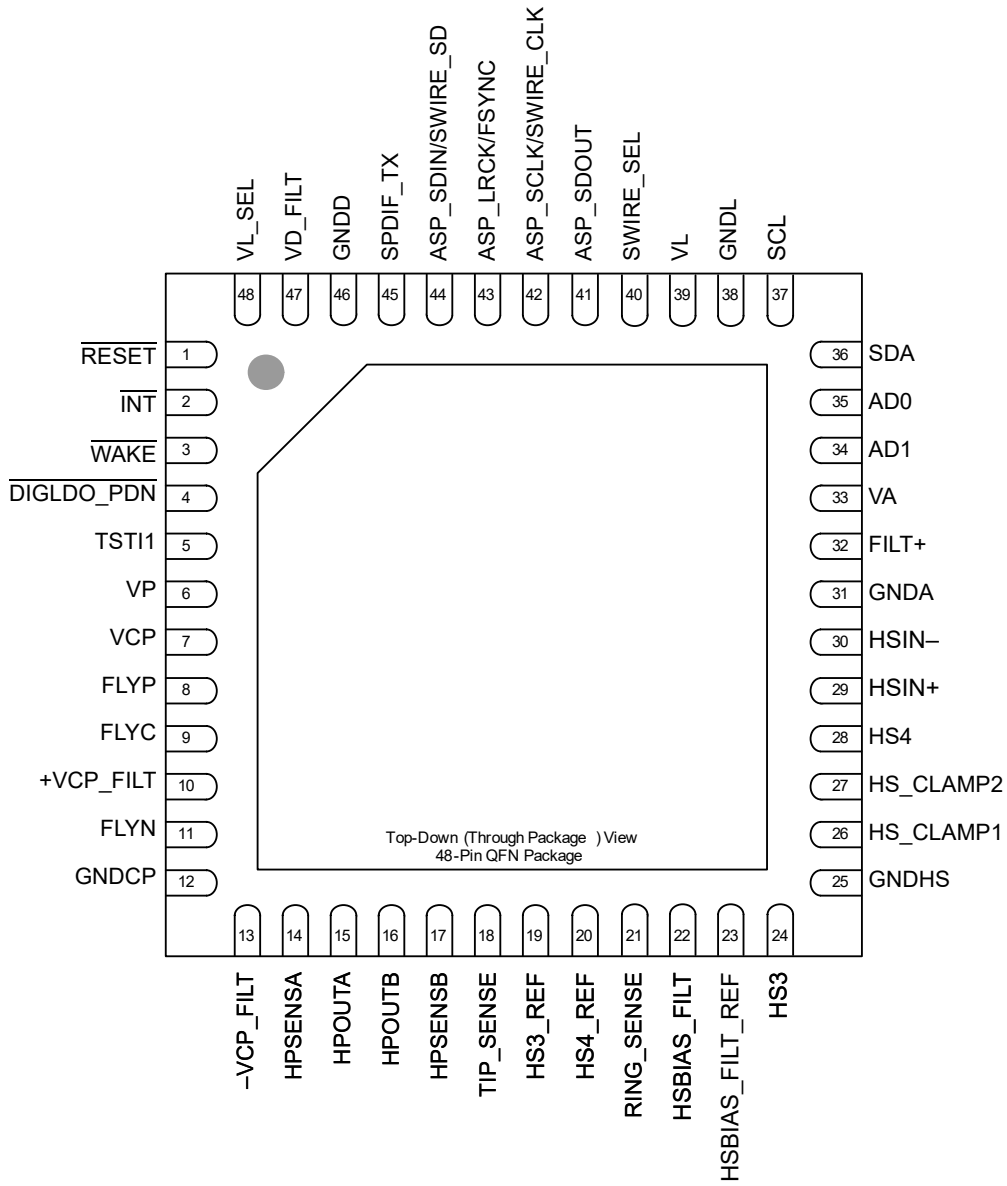 VL_SEL
VD_FILT
GNDD
SPDIF_TX
ASP_SDIN/SWIRE_SD
ASP_LRCK/FSYNC
ASP_SCLK/SWIRE_CLK
ASP_SDOUT
SWIRE_SEL
VL
GNDL
SCL
48
47
46
45
44
43
42
41
40
39
38
37
RESET 1
INT 2
WAKE 3
DIGLDO_PDN 4
TSTI1 5
VP 6
VCP 7
FLYP 8
FLYC 9
+VCP_FILT 10
FLYN 11
GNDCP 12
36 SDA
35 AD0
34 AD1
33 VA
32 FILT+
31 GNDA
30 HSIN–
29 HSIN+
28 HS4
27 HS_CLAMP2
26 HS_CLAMP1
25 GNDHS
Top-Down (Through Package ) View
48-Pin QFN Package
13
14
15
16
17
18
19
20
21
22
23
24
–VCP_FILT
HPSENSA
HPOUTA
HPOUTB
HPSENSB
TIP_SENSE
HS3_REF
HS4_REF
RING_SENSE
HSBIAS_FILT
HSBIAS_FILT_REF
HS3